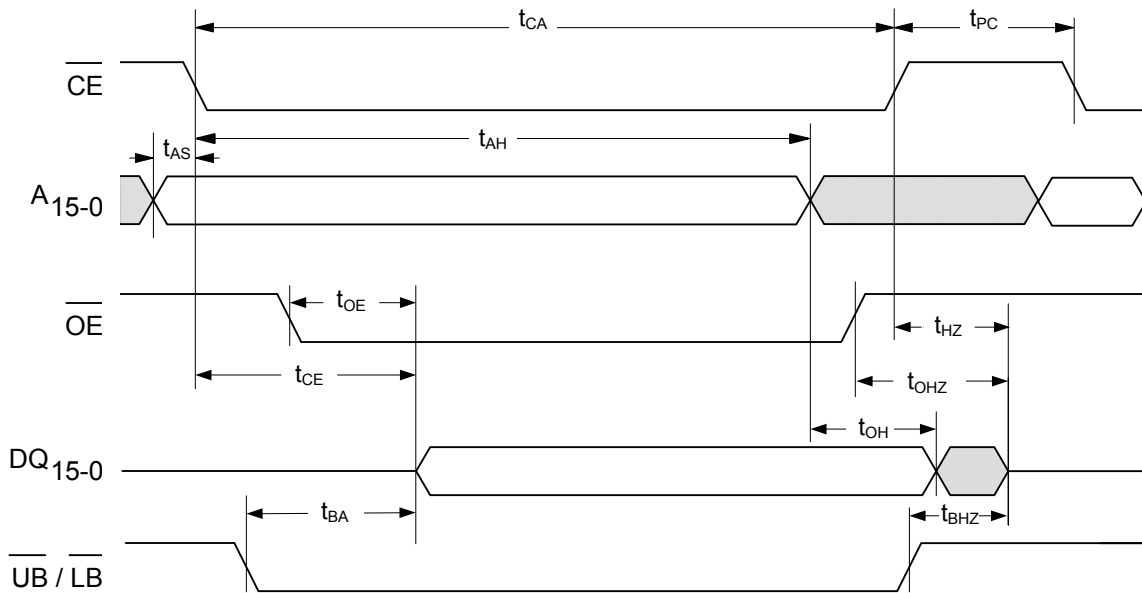 tCA
tPC
CE
tAS
tAH
A15-0
tOE
OE
tHZ
tCE
tOHZ
tOH
DQ15-0
tBA
tBHZ
UB / LB